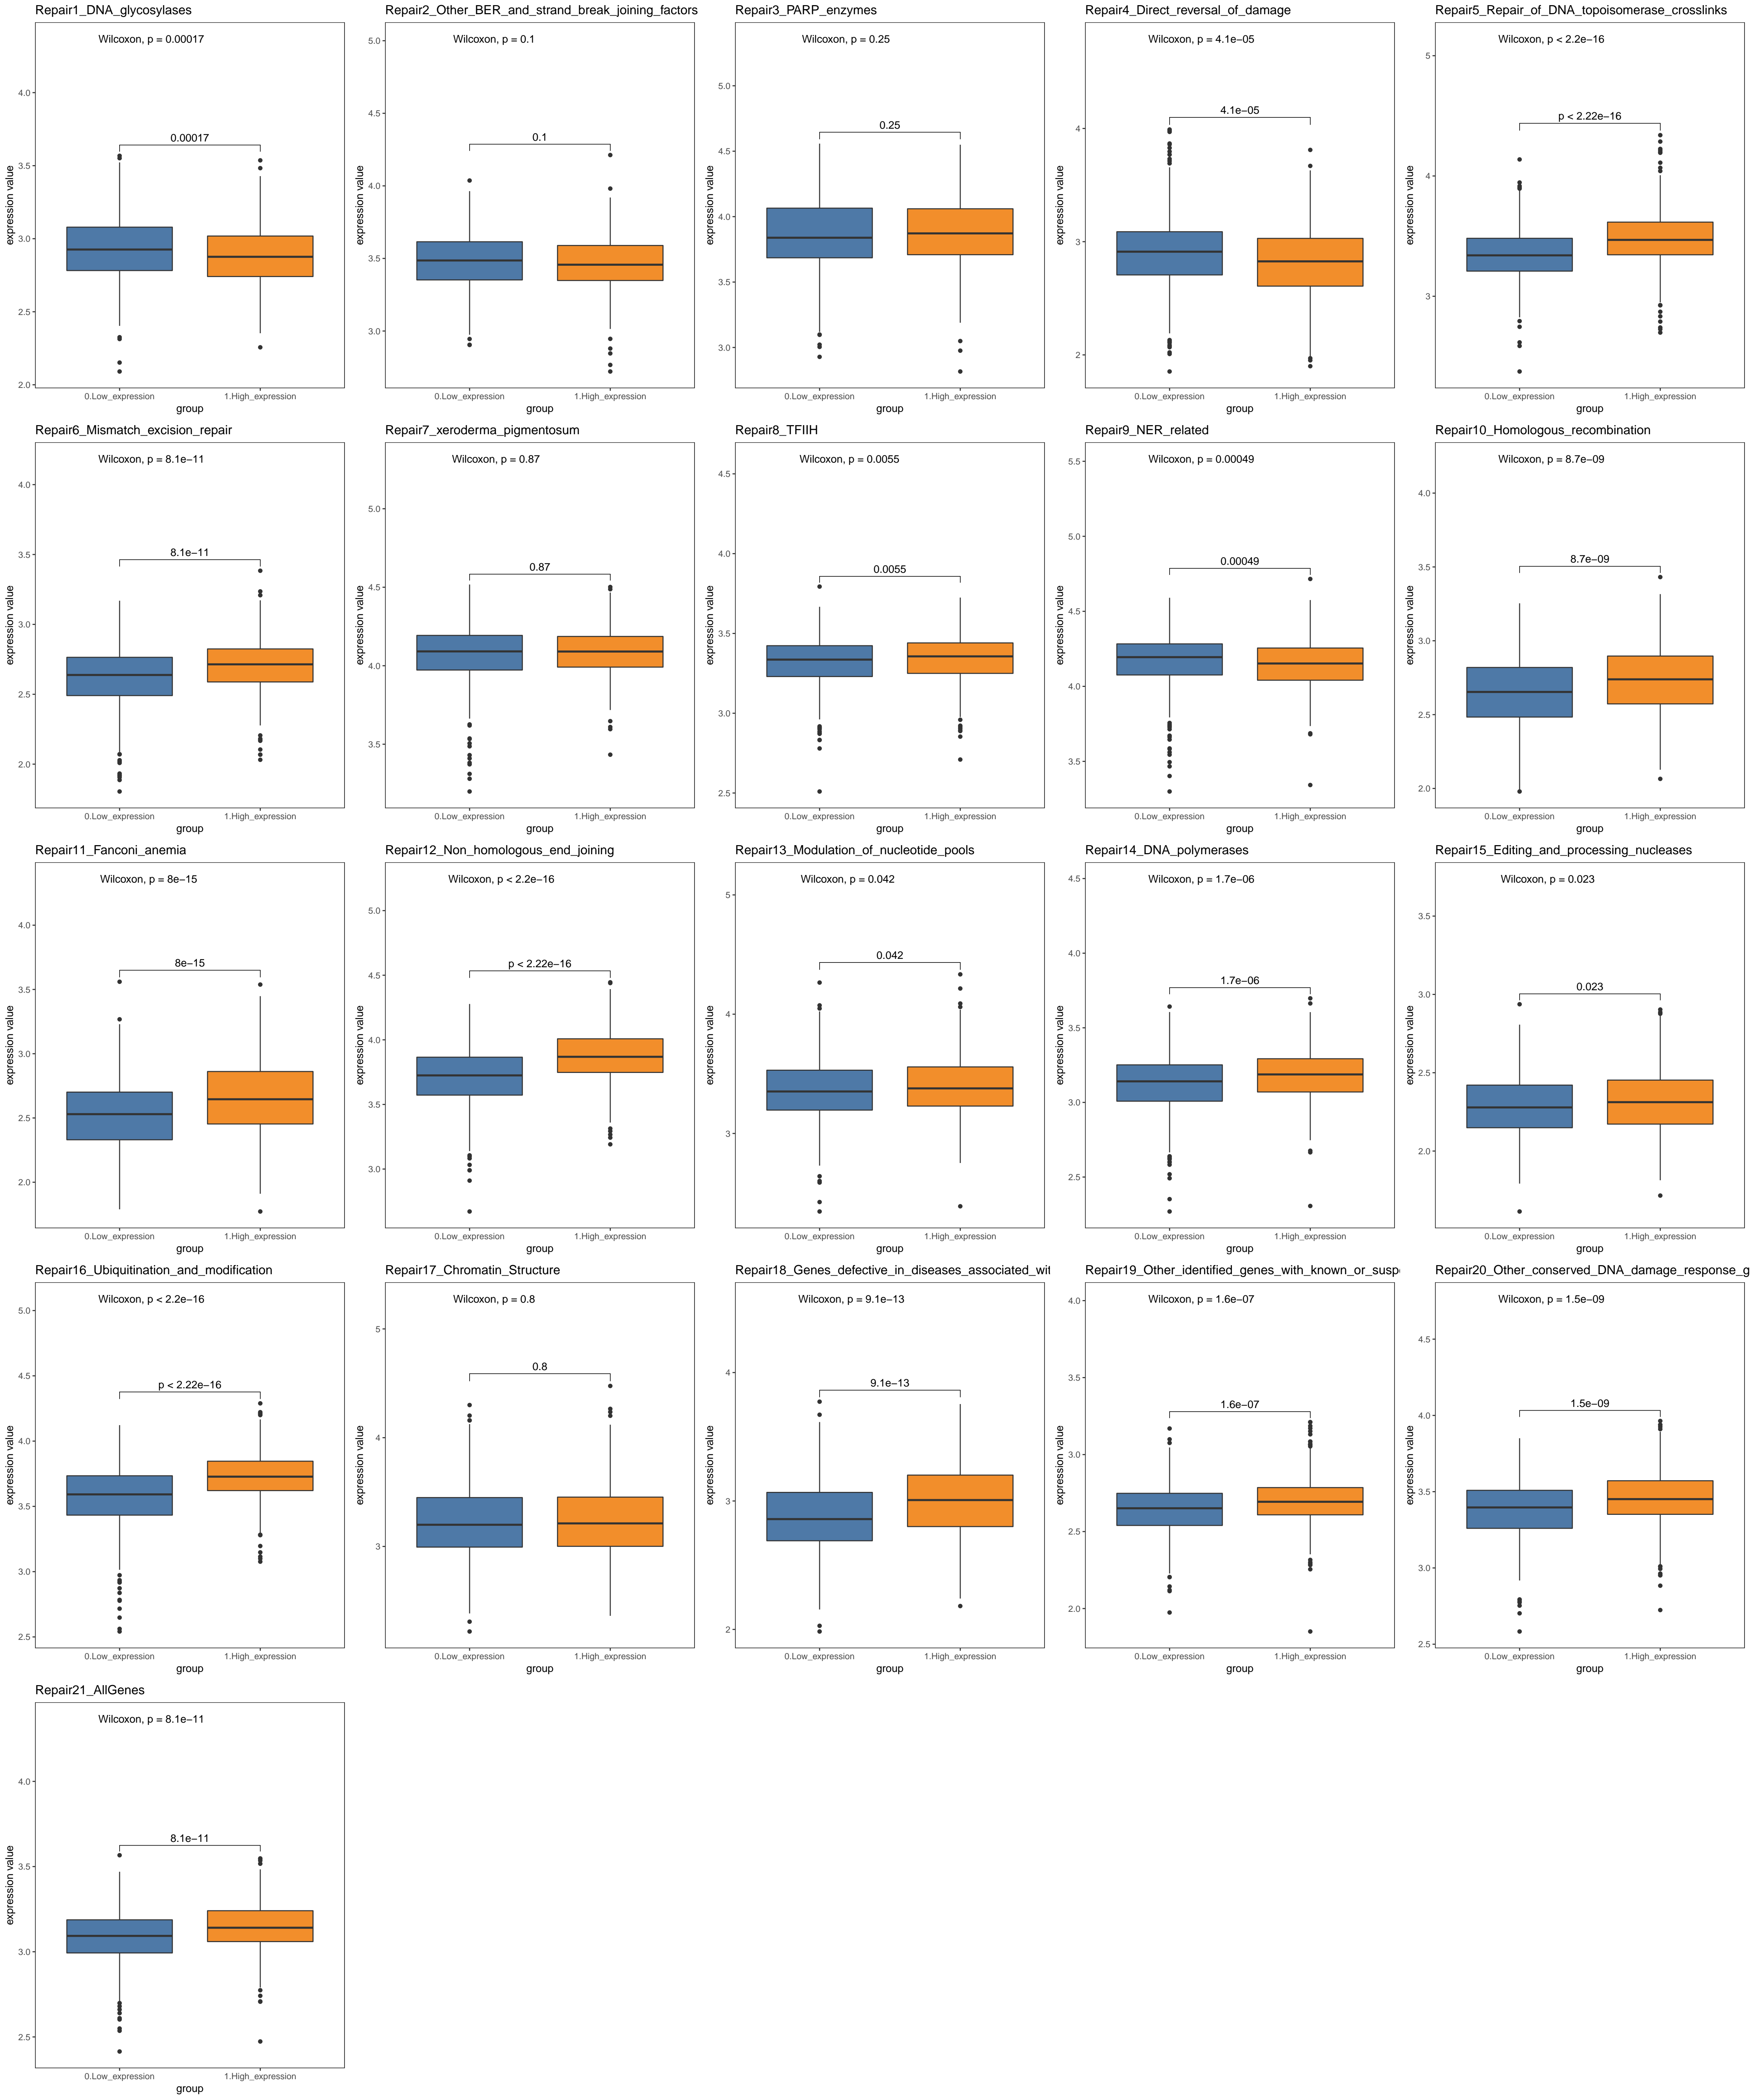 Repair1_DNA_glycosylases
Wilcoxon, p = 0.00017
0.00017
expression value
4.0
3.5
3.0
2.5
2.0
0.Low_expression 1.High_expression
group
Repair2_Other_BER_and_strand_break_joining_factors
Wilcoxon, p = 0.1
0.1
expression value
5.0
4.5
4.0
3.5
3.0
0.Low_expression 1.High_expression
group
Repair3_PARP_enzymes
Wilcoxon, p = 0.25
0.25
expression value
5.0
4.5
4.0
3.5
3.0
0.Low_expression 1.High_expression
group
Repair4_Direct_reversal_of_damage
Wilcoxon, p = 4.1e−05
4.1e−05
expression value
4
3
2
0.Low_expression 1.High_expression
group
Repair5_Repair_of_DNA_topoisomerase_crosslinks
Wilcoxon, p < 2.2e−16
p < 2.22e−16
expression value
5
4
3
0.Low_expression 1.High_expression
group
Repair6_Mismatch_excision_repair
Wilcoxon, p = 8.1e−11
8.1e−11
expression value
4.0
3.5
3.0
2.5
2.0
0.Low_expression 1.High_expression
group
Repair7_xeroderma_pigmentosum
Wilcoxon, p = 0.87
0.87
expression value
5.0
4.5
4.0
3.5
0.Low_expression 1.High_expression
group
Repair8_TFIIH
Wilcoxon, p = 0.0055
0.0055
expression value
4.5
4.0
3.5
3.0
2.5
0.Low_expression 1.High_expression
group
Repair9_NER_related
Wilcoxon, p = 0.00049
0.00049
expression value
5.5
5.0
4.5
4.0
3.5
0.Low_expression 1.High_expression
group
Repair10_Homologous_recombination
Wilcoxon, p = 8.7e−09
8.7e−09
expression value
4.0
3.5
3.0
2.5
2.0
0.Low_expression 1.High_expression
group
Repair11_Fanconi_anemia
Wilcoxon, p = 8e−15
8e−15
expression value
4.0
3.5
3.0
2.5
2.0
0.Low_expression 1.High_expression
group
Repair12_Non_homologous_end_joining
Wilcoxon, p < 2.2e−16
p < 2.22e−16
expression value
5.0
4.5
4.0
3.5
3.0
0.Low_expression 1.High_expression
group
Repair13_Modulation_of_nucleotide_pools
Wilcoxon, p = 0.042
0.042
expression value
5
4
3
0.Low_expression 1.High_expression
group
Repair14_DNA_polymerases
Wilcoxon, p = 1.7e−06
1.7e−06
expression value
4.5
4.0
3.5
3.0
2.5
0.Low_expression 1.High_expression
group
Repair15_Editing_and_processing_nucleases
Wilcoxon, p = 0.023
0.023
expression value
3.5
3.0
2.5
2.0
0.Low_expression 1.High_expression
group
Repair16_Ubiquitination_and_modification
Wilcoxon, p < 2.2e−16
p < 2.22e−16
expression value
5.0
4.5
4.0
3.5
3.0
2.5
0.Low_expression 1.High_expression
group
Repair17_Chromatin_Structure
Wilcoxon, p = 0.8
0.8
expression value
5
4
3
0.Low_expression 1.High_expression
group
Repair18_Genes_defective_in_diseases_associated_wit
Wilcoxon, p = 9.1e−13
9.1e−13
expression value
4
3
2
0.Low_expression 1.High_expression
group
Repair19_Other_identified_genes_with_known_or_susp
Wilcoxon, p = 1.6e−07
1.6e−07
expression value
4.0
3.5
3.0
2.5
2.0
0.Low_expression 1.High_expression
group
Repair20_Other_conserved_DNA_damage_response_g
Wilcoxon, p = 1.5e−09
1.5e−09
expression value
4.5
4.0
3.5
3.0
2.5
0.Low_expression 1.High_expression
group
Repair21_AllGenes
Wilcoxon, p = 8.1e−11
8.1e−11
expression value
4.0
3.5
3.0
2.5
0.Low_expression 1.High_expression
group